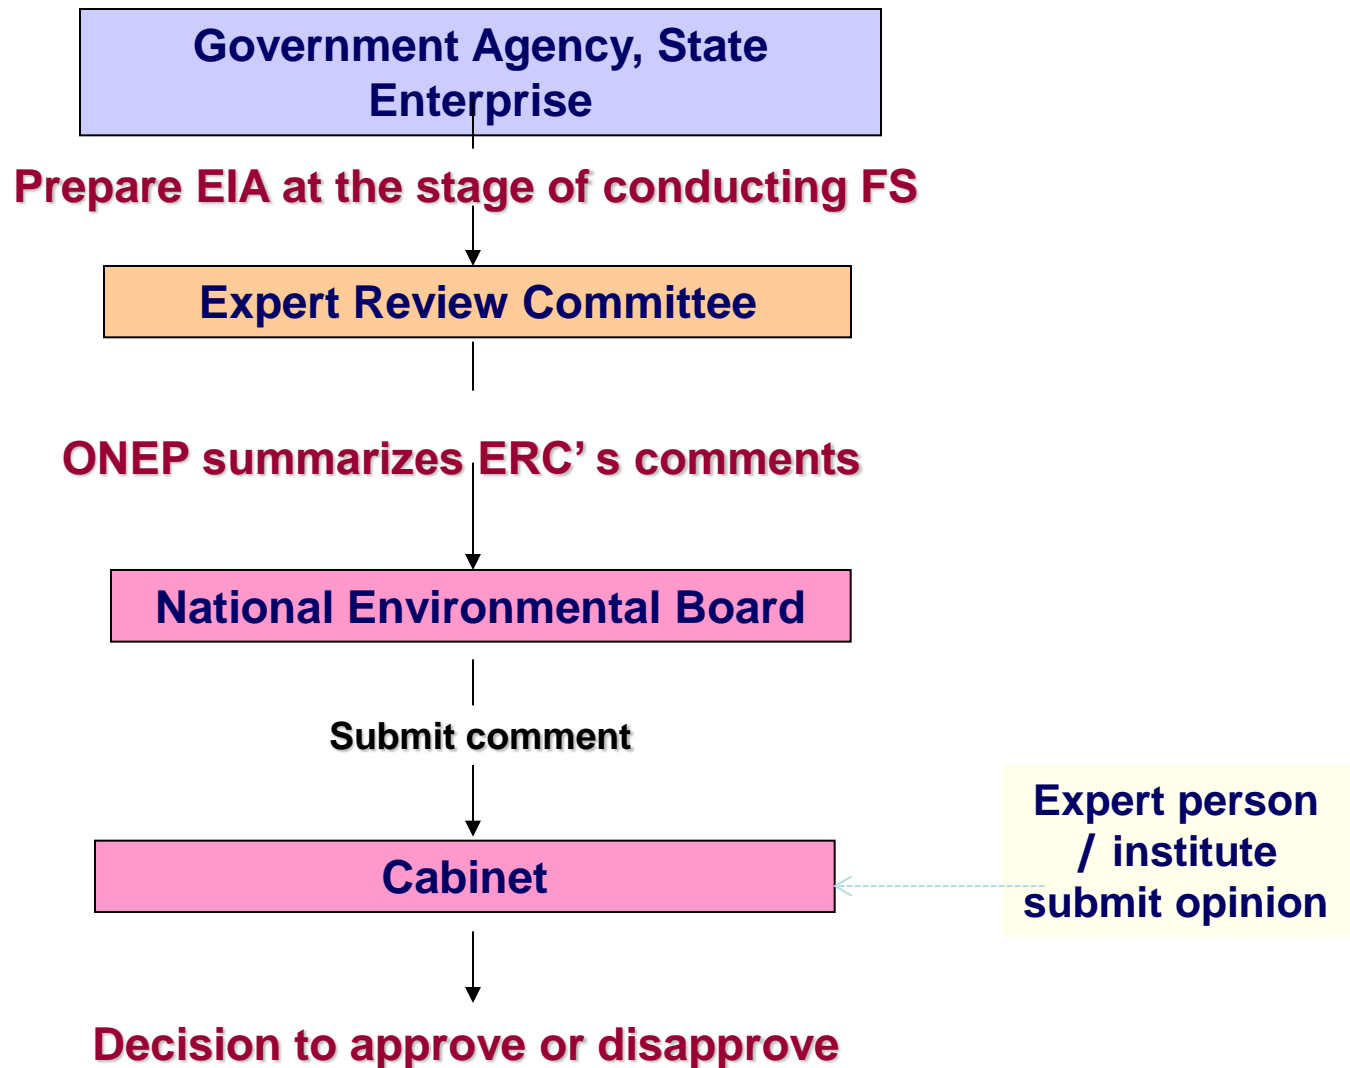 Government Agency, State
Enterprise
Prepare EIA at the stage of conducting FS
Expert Review Committee
ONEP summarizes ERC’ s comments
National Environmental Board
Submit comment
Cabinet
Expert person
/ institute
submit opinion
Decision to approve or disapprove